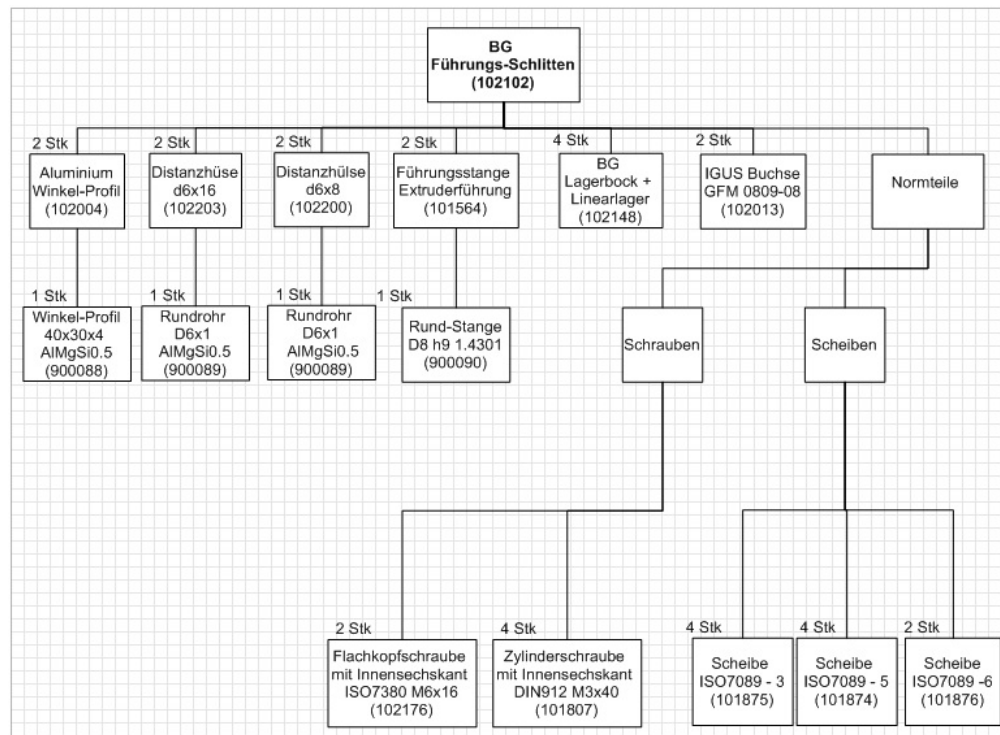 BG
Führungs-Schlitten
(102102)
2 Stk
2 Stk
2 Stk
2 Stk
4 Stk
2 Stk
Aluminium
Winkel-Profil
(102004)
Distanzhüse
d6x16
(102203)
Distanzhülse
d6x8
(102200)
Führungsstange
Extruderführung
(101564)
BG
Lagerbock +
Linearlager
(102148)
IGUS Buchse
GFM 0809-08
(102013)
Normteile
1 Stk
1 Stk
1 Stk
1 Stk
Winkel-Profil
40x30x4
AlMgSi0.5
(900088)
Rundrohr
D6x1
AlMgSi0.5
(900089)
Rundrohr
D6x1
AlMgSi0.5
(900089)
Rund-Stange
D8 h9 1.4301
(900090)
Schrauben
Scheiben
2 Stk
4 Stk
4 Stk
4 Stk
2 Stk
Flachkopfschraube
mit Innensechskant
ISO7380 M6x16
(102176)
Zylinderschraube
mit Innensechskant
DIN912 M3x40
(101807)
Scheibe
ISO7089 - 3
(101875)
Scheibe
ISO7089 - 5
(101874)
Scheibe
ISO7089 -6
(101876)